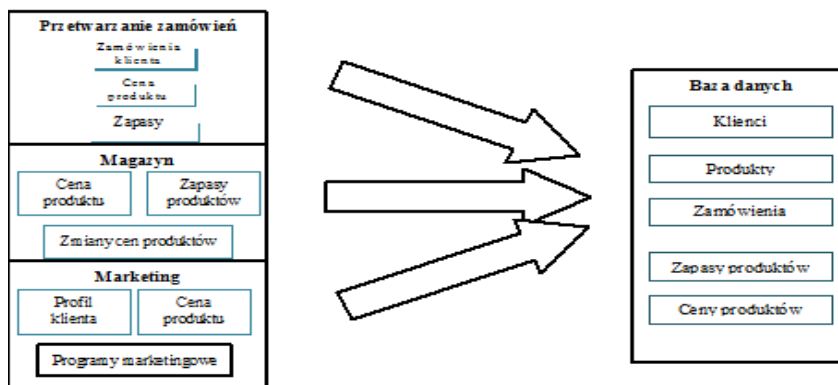 Przetwarzanie zamówień
Zamówienia
klienta
Cena
produktu
Zapasy
Magazyn
Cena
produktu
Zapasy
produktów
Zmiany cen produktów
Marketing
Profil
klienta
Cena
produktu
Programy marketingowe
Baza danych
Klienci
Produkty
Zamówienia
Zapasy produktów
Ceny produktów